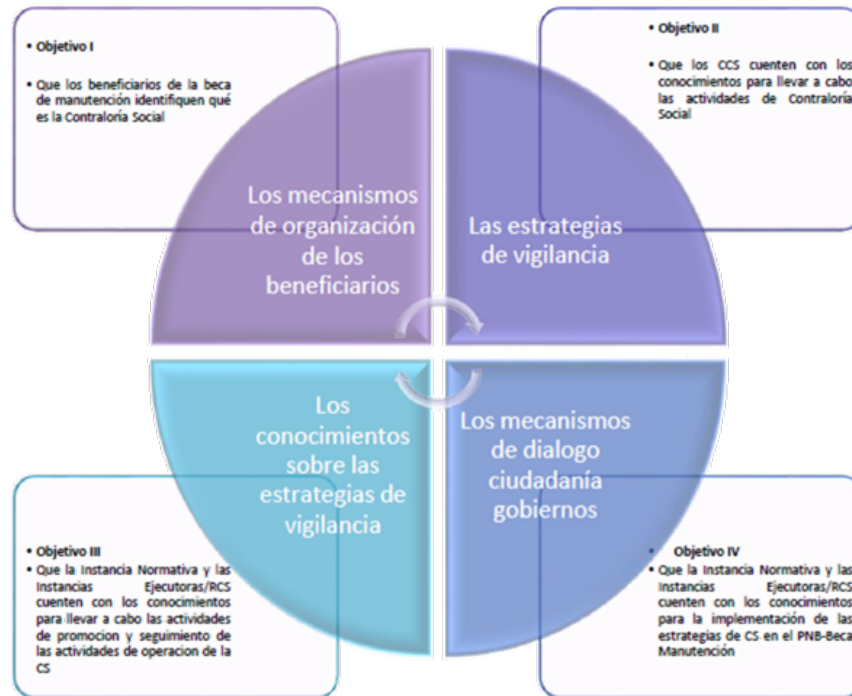 • Objetivo I
• Que los beneficiarios de la beca
de manutención identifiquen qué
es la Contraloría Social
• Objetivo II
• Que los CCS cuenten con los
conocimientos para llevar a cabo
las actividades de Contraloría
Social
Los mecanismos
de organización
de los
beneficiarios
Las estrategias
de vigilancia
Los
conocimientos
sobre las
estrategias de
vigilancia
Los mecanismos
de dialogo
ciudadanía
gobiernos
• Objetivo III
• Que la Instancia Normativa y las
Instancias Ejecutoras/RCS
cuenten con los conocimientos
para llevar a cabo las actividades
de promocion y seguimiento de
las actividades de operacion de la
CS
• Objetivo IV
• Que la Instancia Normativa y las
Instancias Ejecutoras/RCS
cuenten con los conocimientos
para la implementación de las
estrategias de CS en el PNB-Beca
Manutención